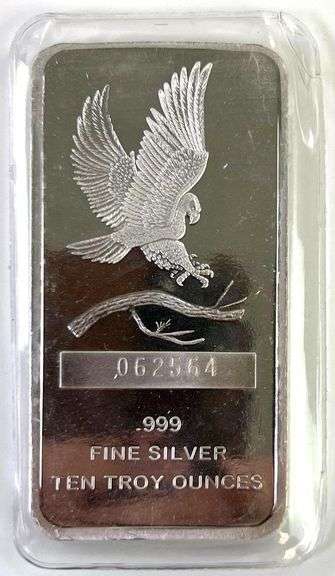 062564
.999
FINE SILVER
TEN TROY OUNCES